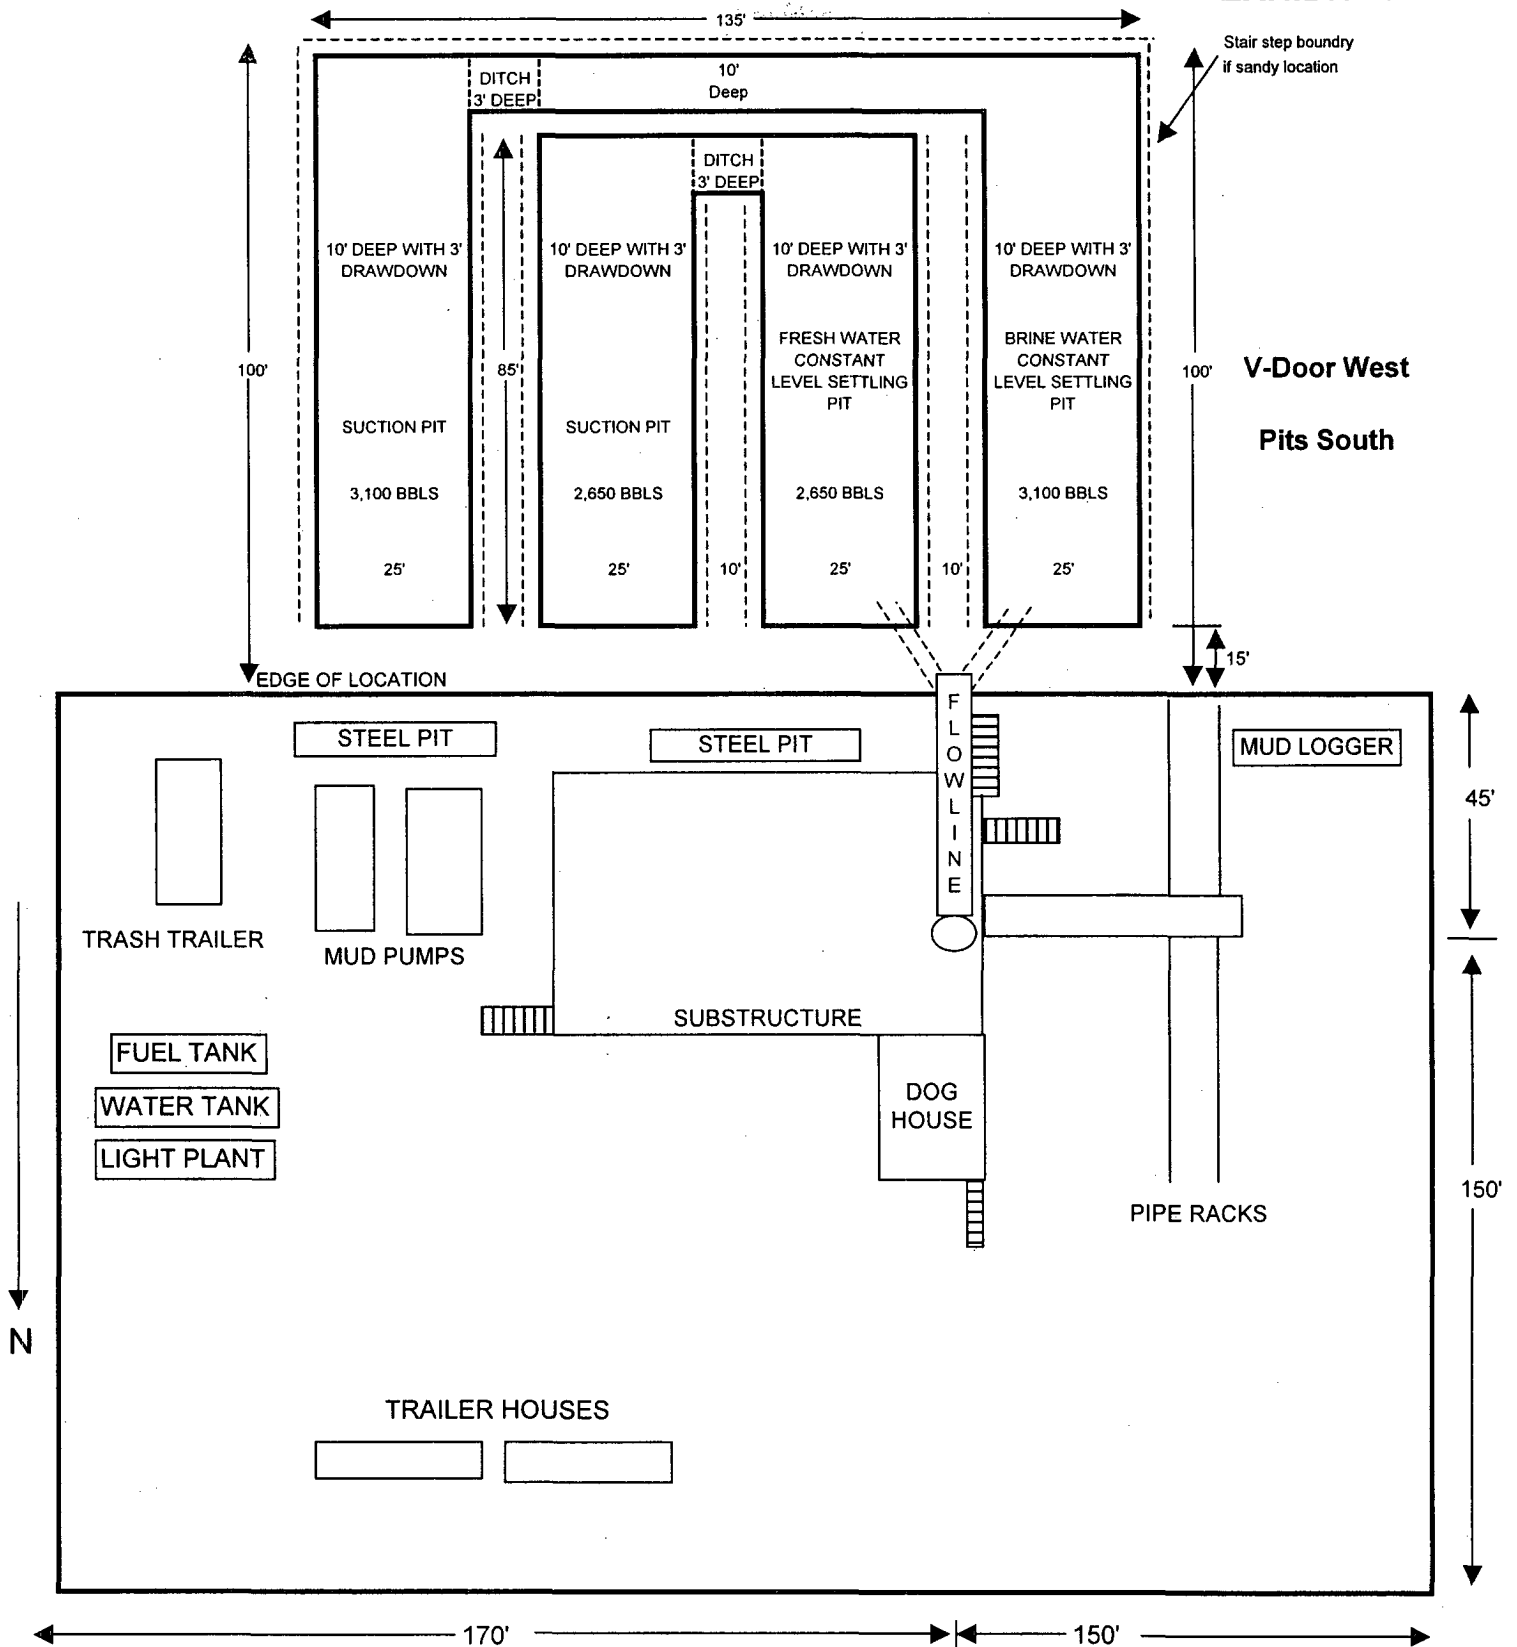 135'
Stair step boundry
if sandy location
DITCH
3' DEEP
10'
Deep
DITCH
3' DEEP
10' DEEP WITH 3'
DRAWDOWN
10' DEEP WITH 3'
DRAWDOWN
10' DEEP WITH 3'
DRAWDOWN
10' DEEP WITH 3'
DRAWDOWN
FRESH WATER
CONSTANT
LEVEL SETTLING
PIT
BRINE WATER
CONSTANT
LEVEL SETTLING
PIT
100'
85'
100'
V-Door West
Pits South
SUCTION PIT
SUCTION PIT
3,100 BBLS
2,650 BBLS
2,650 BBLS
3,100 BBLS
25'
25'
10'
25'
10'
25'
15'
EDGE OF LOCATION
STEEL PIT
STEEL PIT
FLOWLINE
MUD LOGGER
45'
TRASH TRAILER
MUD PUMPS
SUBSTRUCTURE
FUEL TANK
WATER TANK
LIGHT PLANT
DOG
HOUSE
PIPE RACKS
150'
N
TRAILER HOUSES
170'
150'